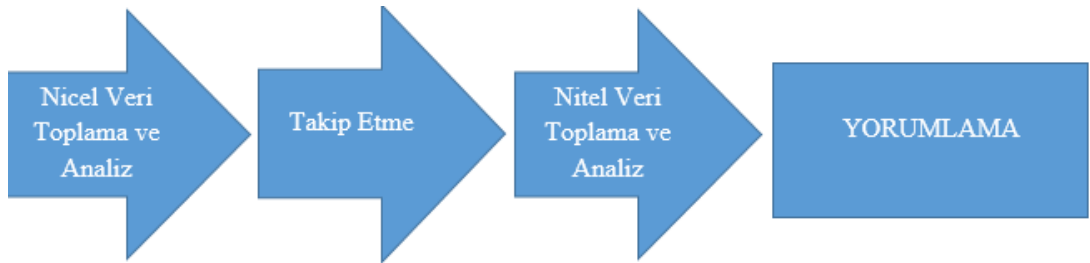 Nicel Veri
Toplama ve
Analiz
Takip Etme
Nitel Veri
Toplama ve
Analiz
YORUMLAMA